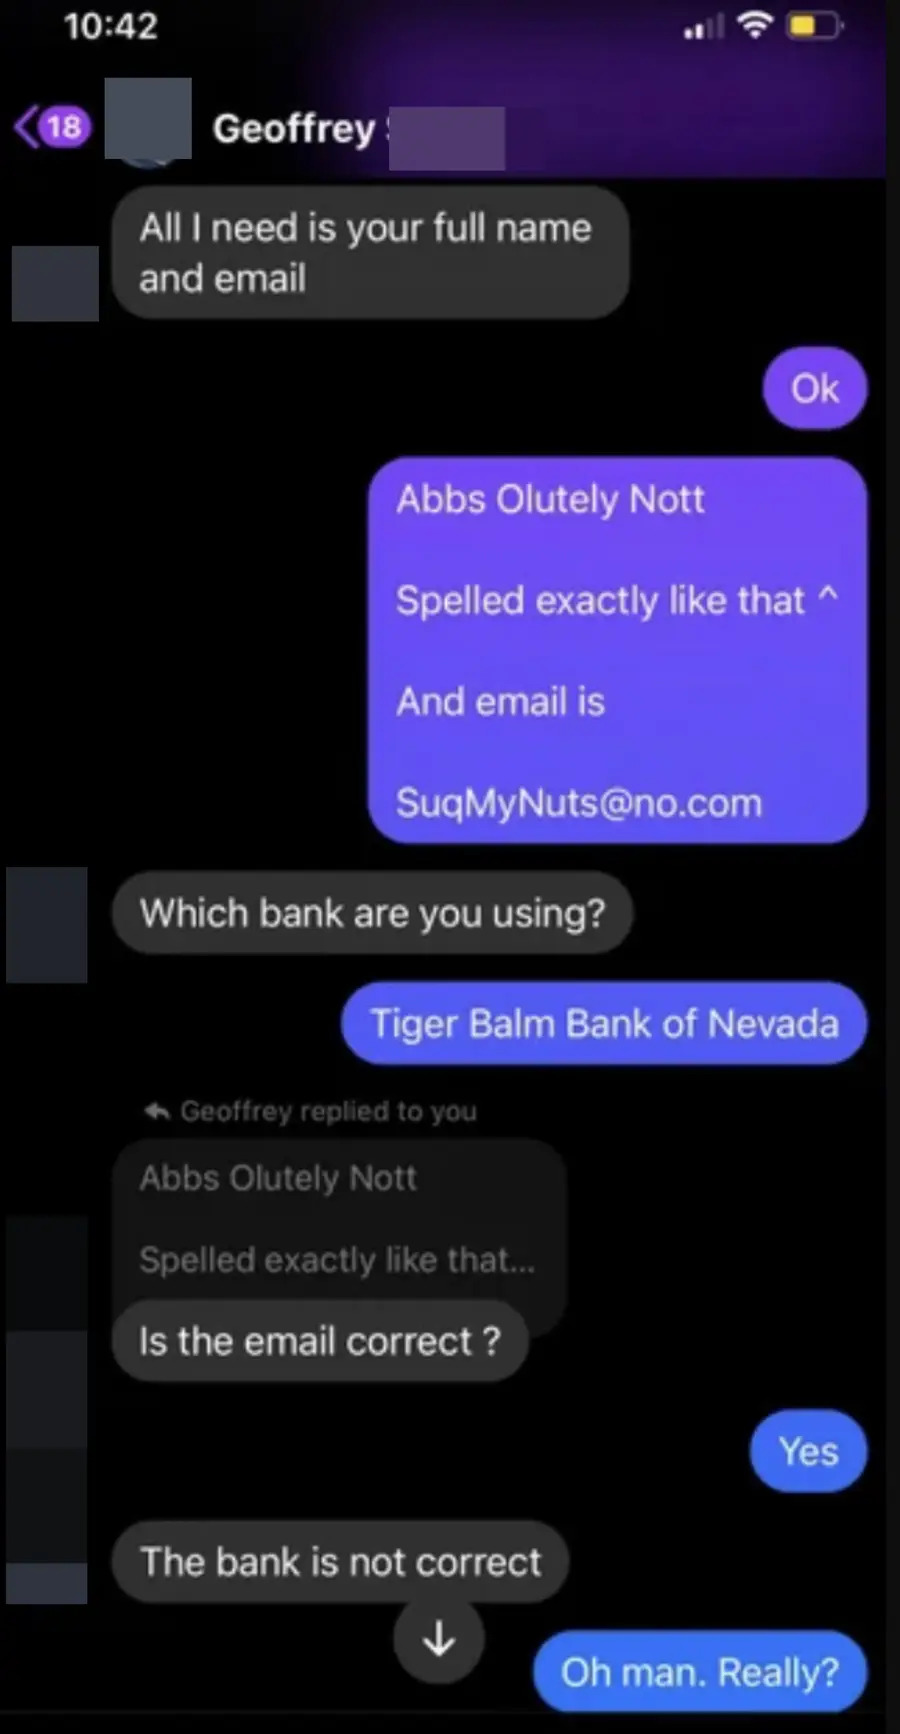 10:42
18
Geoffrey
All I need is your full name
and email
Ok
Abbs Olutely Nott
Spelled exactly like that ^
And email is
SuqMyNuts@no.com
Which bank are you using?
Tiger Balm Bank of Nevada
Geoffrey replied to you
Abbs Olutely Nott
Spelled exactly like that...
Is the email correct ?
Yes
The bank is not correct
Oh man. Really?